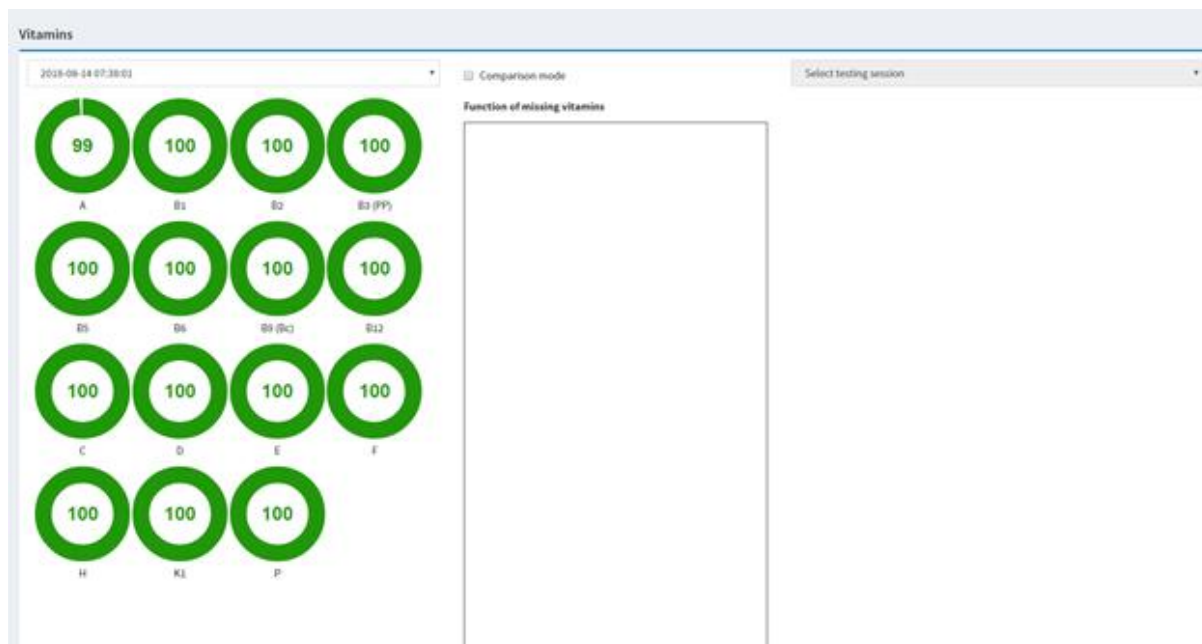 Vitamins
2018-08-14 07:38:01
Comparison mode
Select testing session
Function of missing vitamins
99 100 100 100
A B1 B2 B3 (PP)
100 100 100 100
B5 B6 B9 (Bc) B12
100 100 100 100
C D E F
100 100 100
H K1 P